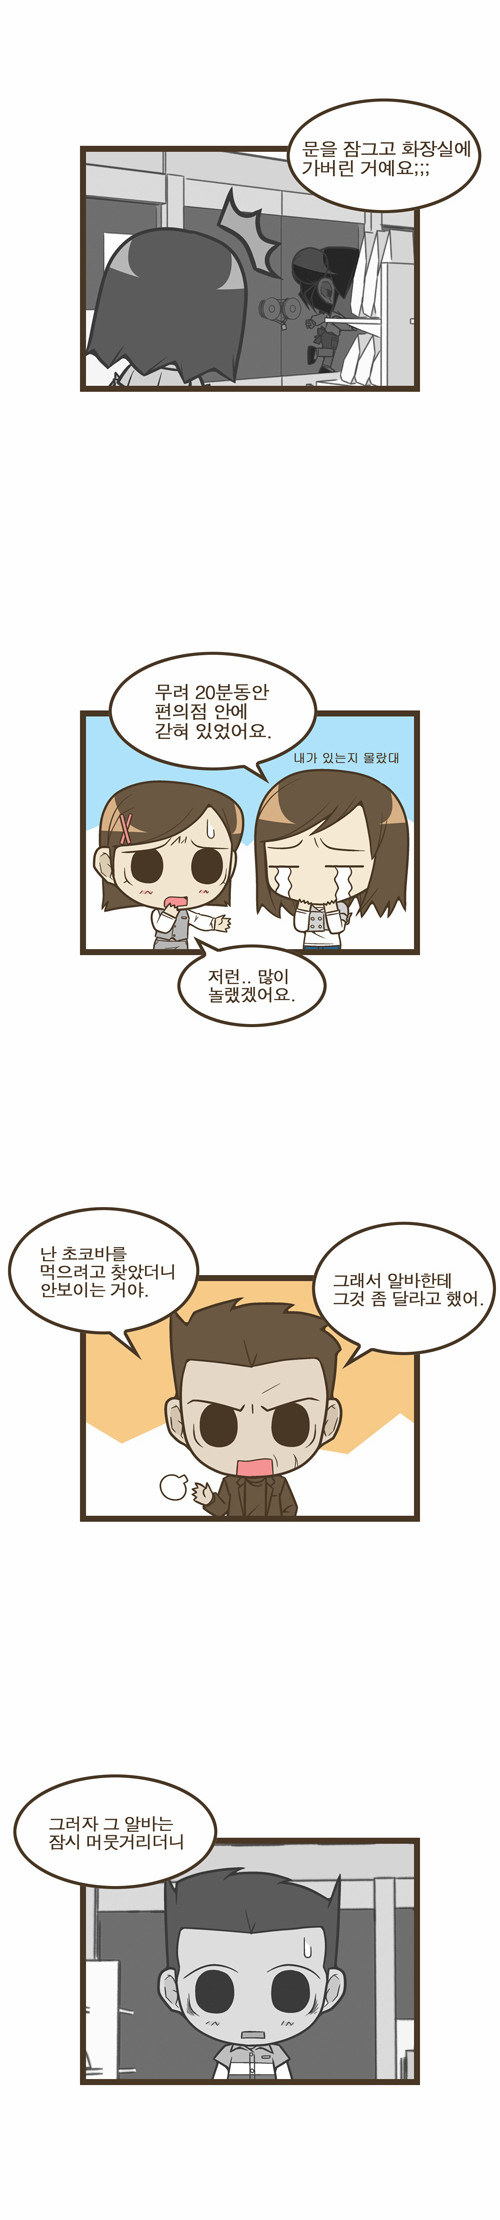 문을 잠그고 화장실에
가버린 거예요;;;
무려 20분동안
편의점 안에
갇혀 있었어요.
내가 있는지 몰랐대
저런.. 많이
놀랬겠어요.
난 초코바를
먹으려고 찾았더니
안보이는 거야.
그래서 알바한테
그것 좀 달라고 했어.
그러자 그 알바는
잠시 머뭇거리더니